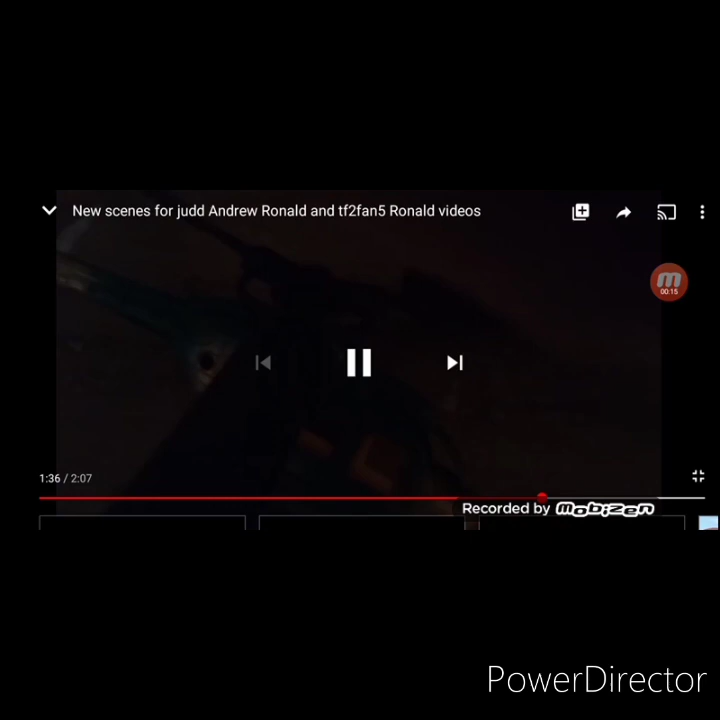 New scenes for judd Andrew Ronald and tf2fan5 Ronald videos
m
00:15
1:36 / 2:07
Recorded by mobizen
PowerDirector